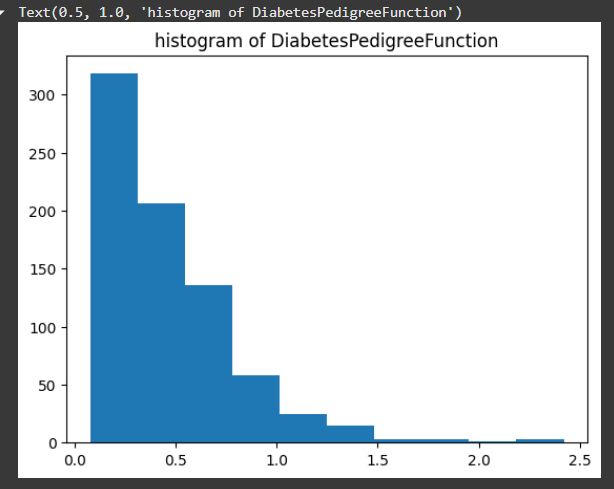 Text(0.5, 1.0, 'histogram of DiabetesPedigreeFunction')
histogram of DiabetesPedigreeFunction
300
250
200
150
100
50
0
0.0 0.5 1.0 1.5 2.0 2.5